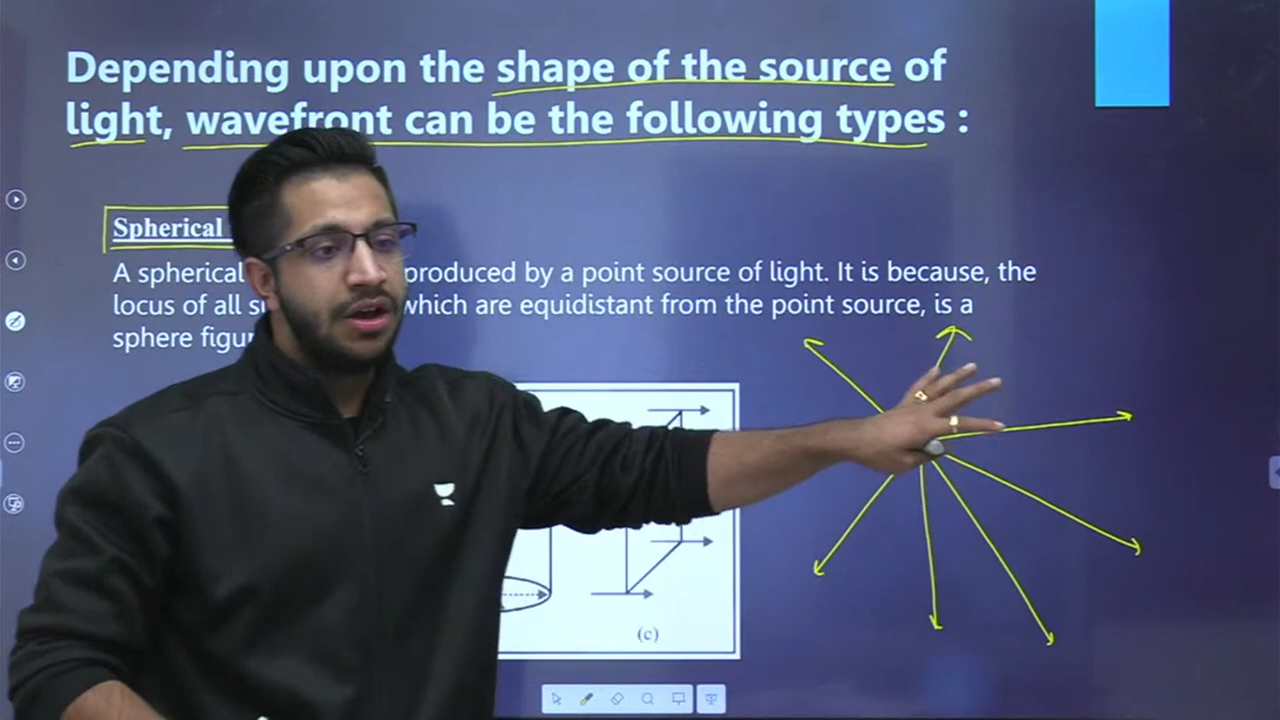 Depending upon the shape of the source of
light, wavefront can be the following types :
Spherical
A spherical produced by a point source of light. It is because, the
locus of all which are equidistant from the point source, is a
sphere
(c)